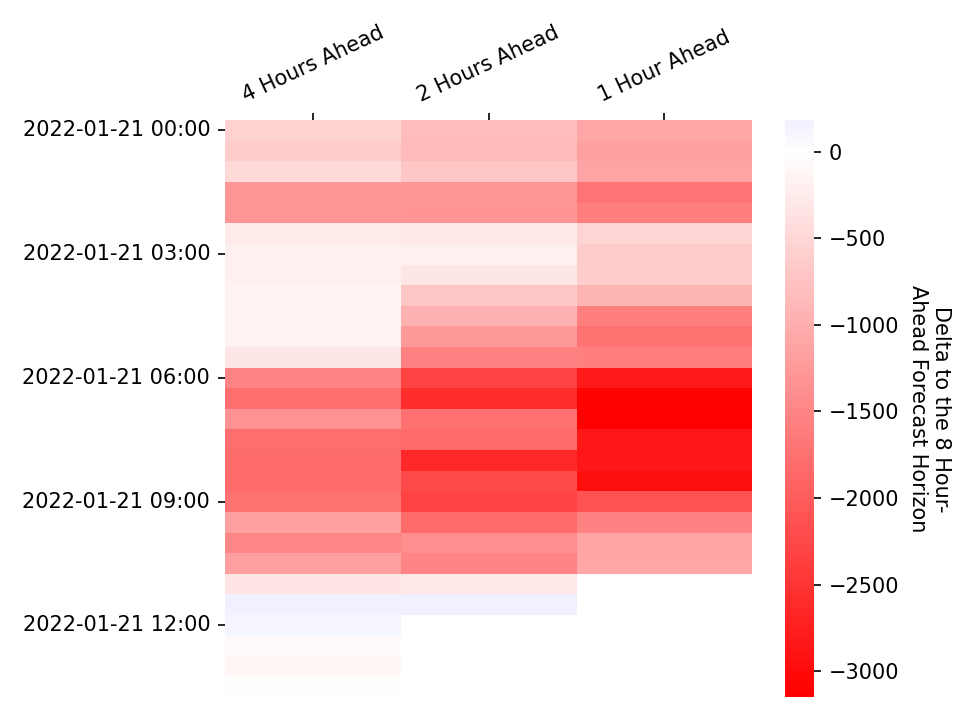 4 Hours Ahead
2 Hours Ahead
1 Hour Ahead
2022-01-21 00:00
2022-01-21 03:00
2022-01-21 06:00
2022-01-21 09:00
2022-01-21 12:00
0
−500
−1000
−1500
−2000
−2500
−3000
Delta to the 8 Hour-
Ahead Forecast Horizon